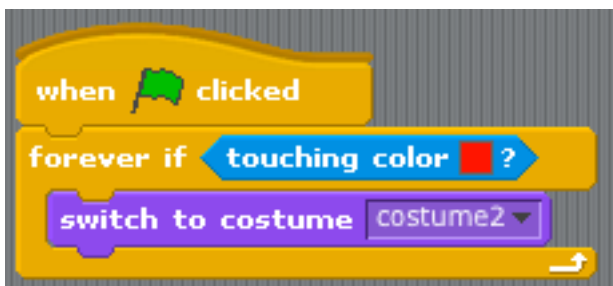 when clicked
forever if touching color ?
switch to costume costume2